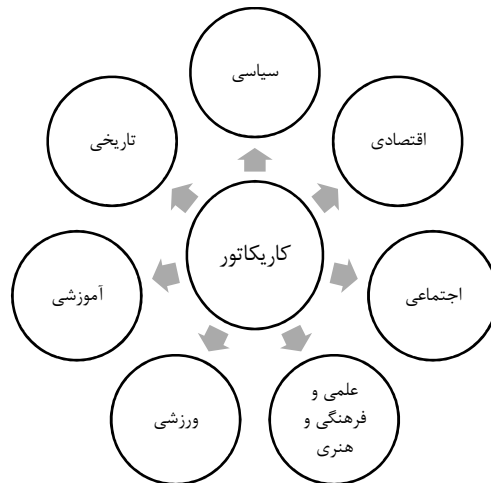 سیاسی
اقتصادی
تاریخی
کاریکاتور
اجتماعی
آموزشی
علمی و
فرهنگی و
هنری
ورزشی